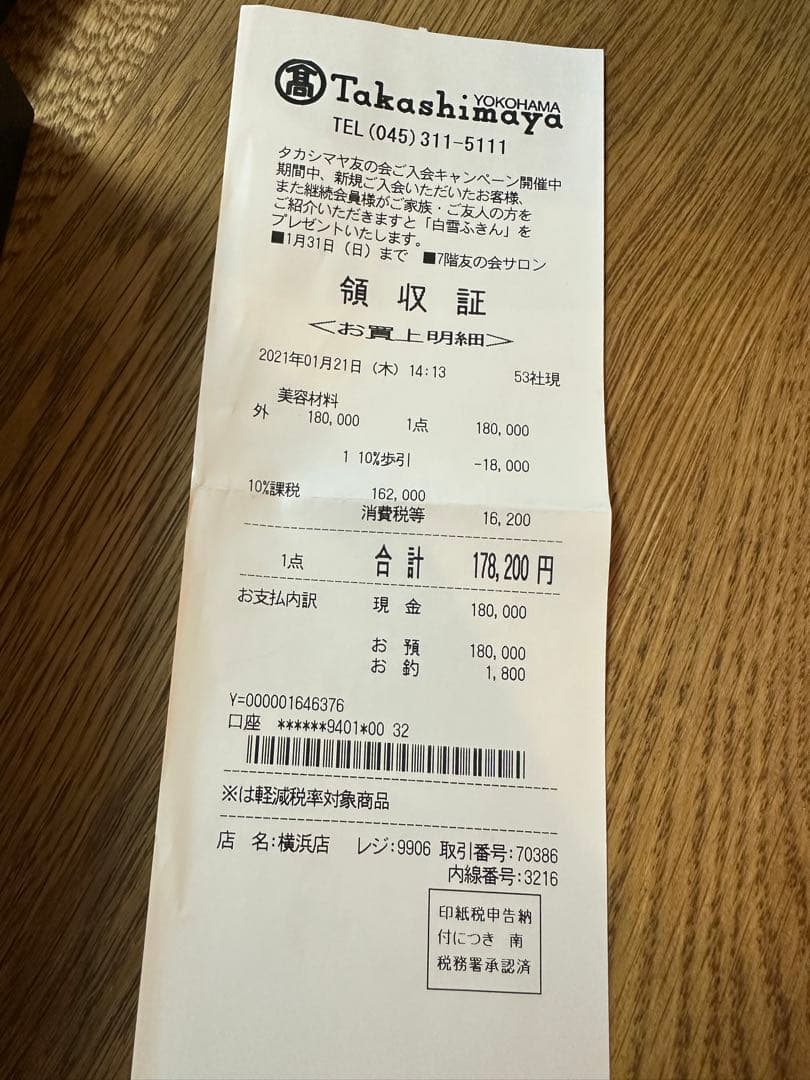 髙 Takashimaya YOKOHAMA
TEL(045)311-5111
タカシマヤ友の会ご入会キャンペーン開催中
期間中、新規ご入会いただいたお客様、
また継続会員様がご家族・ご友人の方を
ご紹介いただきますと「白雪ふきん」を
プレゼントいたします。
■1月31日（日）まで ■7階友の会サロン
領収証
＜お買上明細＞
2021年01月21日（木）14:13 53社現
美容材料
外 180,000 1点 180,000
1 10%歩引 -18,000
10%課税 162,000
消費税等 16,200
1点 合計 178,200円
お支払内訳 現金 180,000
お預 180,000
お釣 1,800
Y=000001646376
口座 ******9401*00 32
※は軽減税率対象商品
店 名:横浜店 レジ:9906 取引番号:70386
内線番号:3216
印紙税申告納
付につき 南
税務署承認済